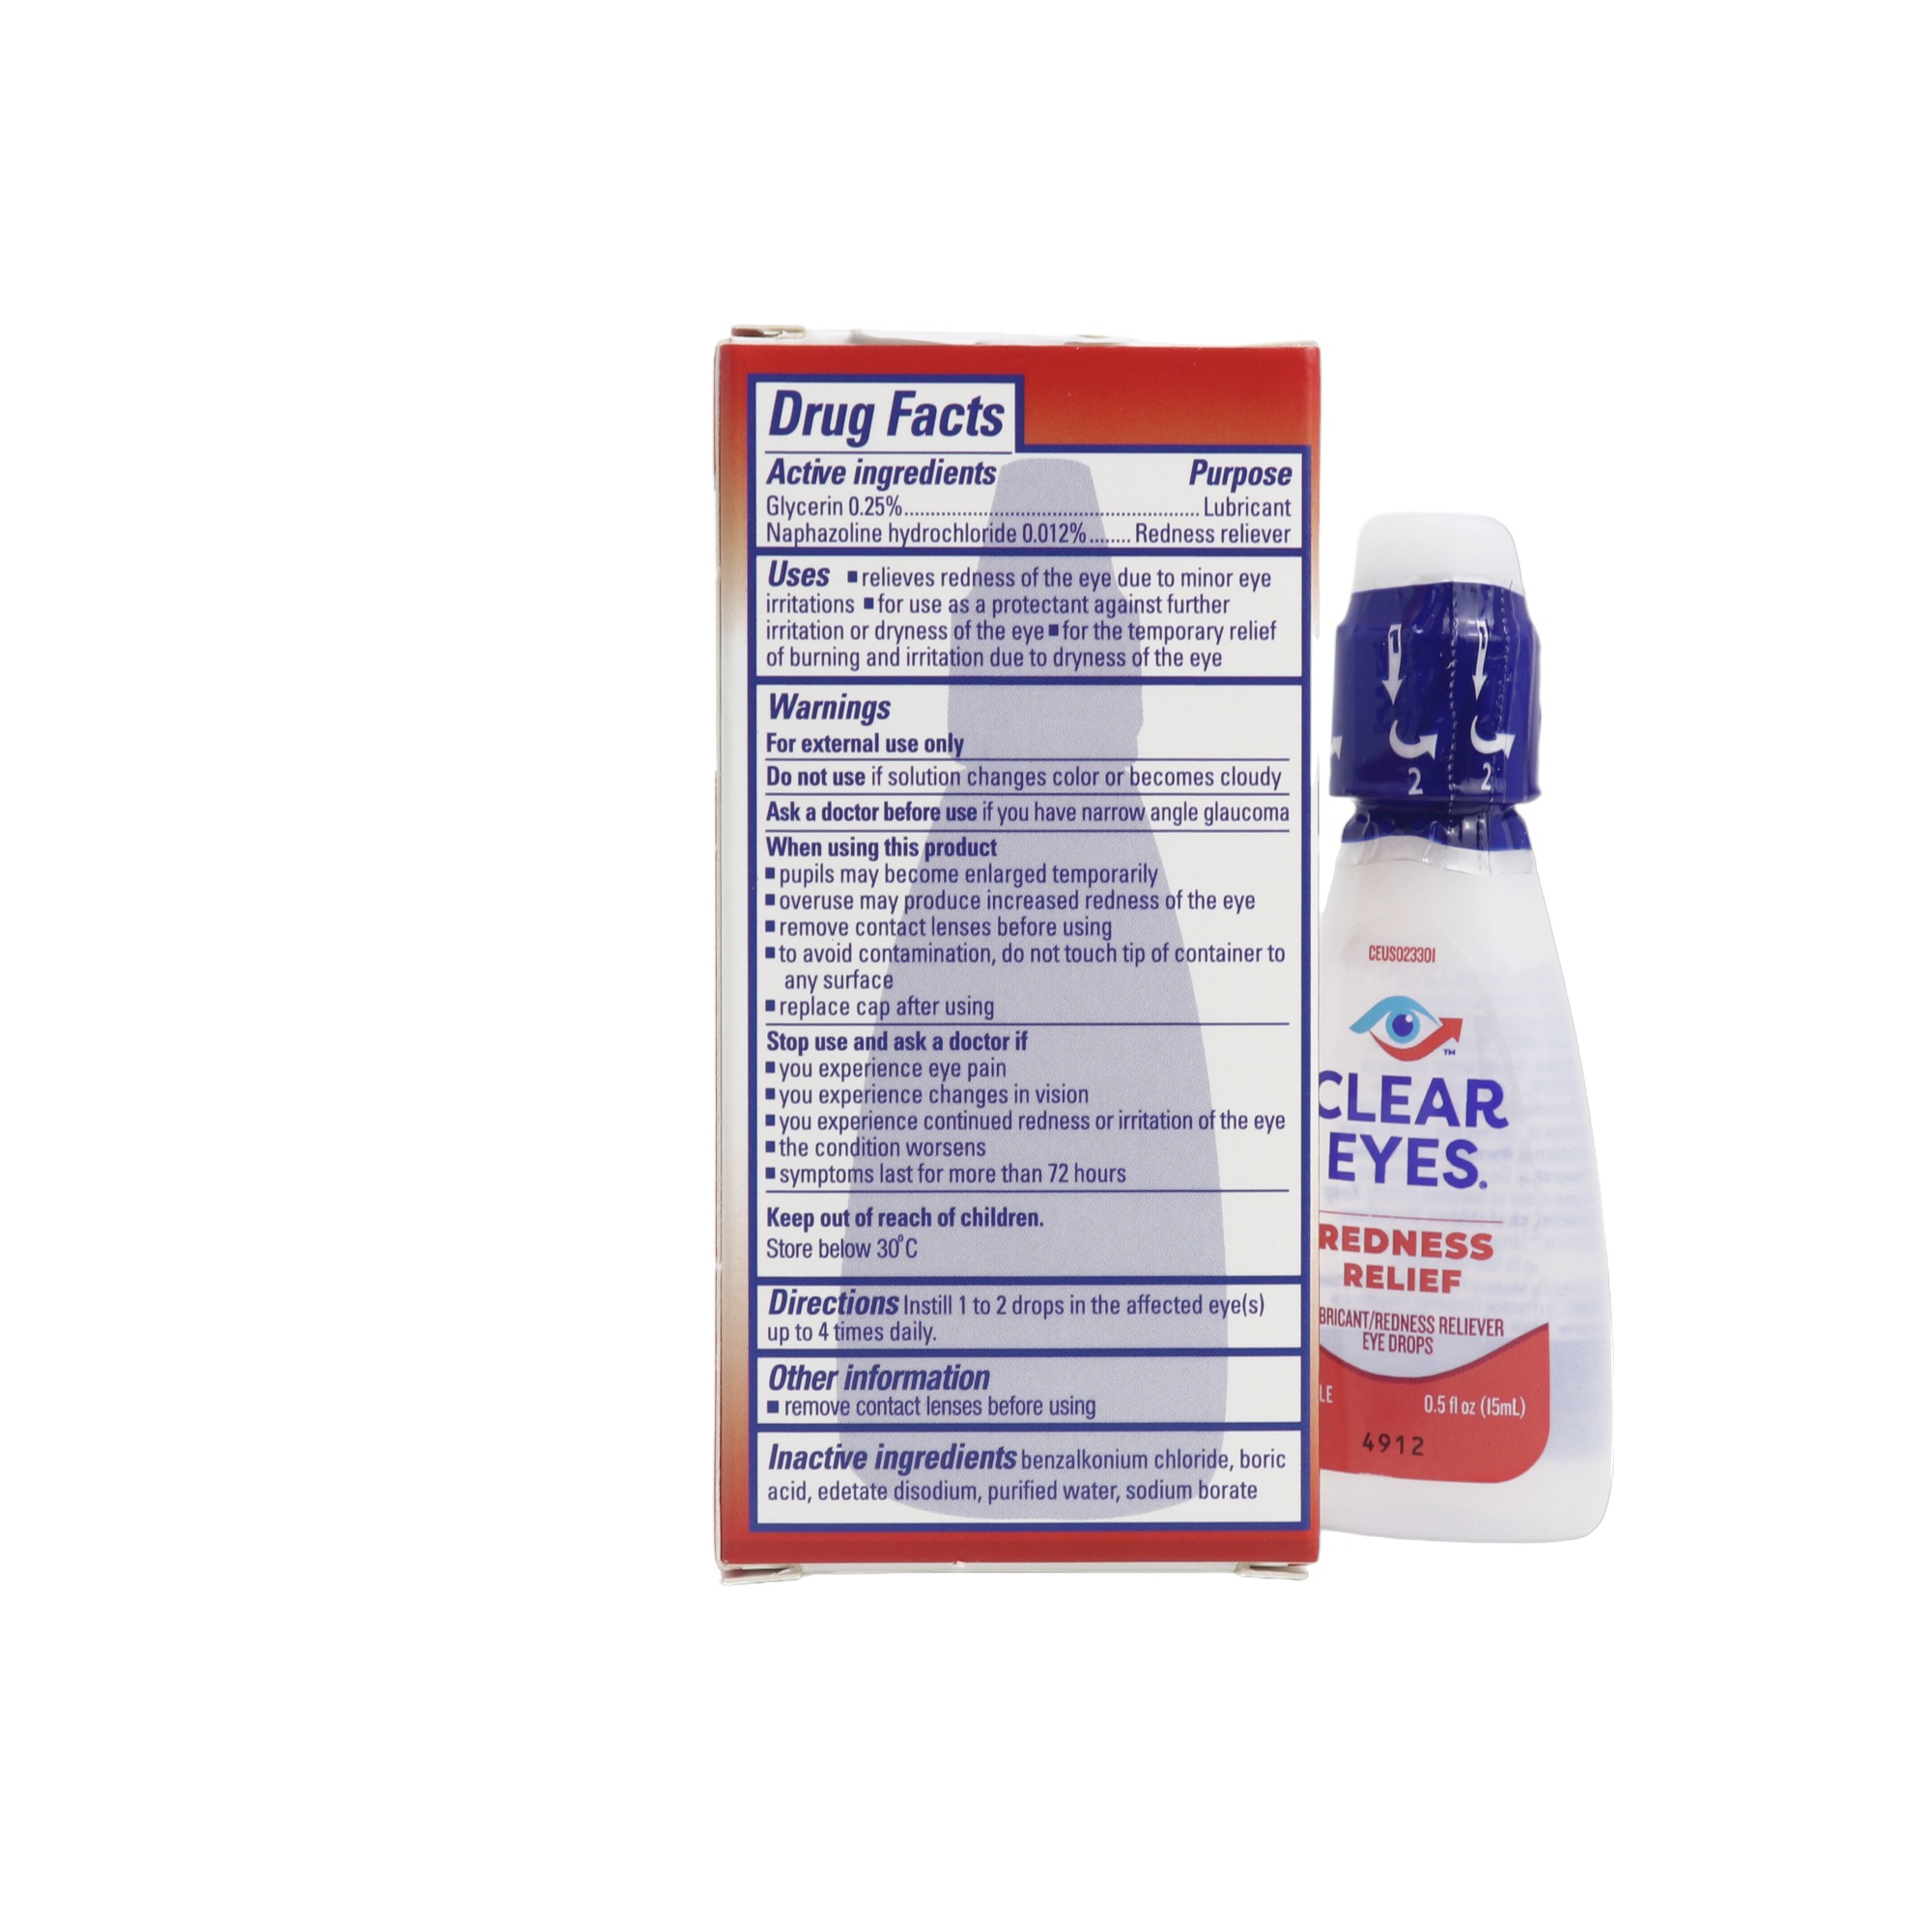 Drug Facts
Active ingredients Purpose
Glycerin 0.25%........................................................ Lubricant
Naphazoline hydrochloride 0.012%........ Redness reliever
Uses ■ relieves redness of the eye due to minor eye
irritations ■ for use as a protectant against further
irritation or dryness of the eye ■ for the temporary relief
of burning and irritation due to dryness of the eye
Warnings
For external use only
Do not use if solution changes color or becomes cloudy
Ask a doctor before use if you have narrow angle glaucoma
When using this product
■ pupils may become enlarged temporarily
■ overuse may produce increased redness of the eye
■ remove contact lenses before using
■ to avoid contamination, do not touch tip of container to
any surface
■ replace cap after using
Stop use and ask a doctor if
■ you experience eye pain
■ you experience changes in vision
■ you experience continued redness or irritation of the eye
■ the condition worsens
■ symptoms last for more than 72 hours
Keep out of reach of children.
Store below 30°C
Directions Instill 1 to 2 drops in the affected eye(s)
up to 4 times daily.
Other information
■ remove contact lenses before using
Inactive ingredients benzalkonium chloride, boric
acid, edetate disodium, purified water, sodium borate
1 1
2 2
CEUS023301
TM
CLEAR
EYES®
REDNESS
RELIEF
BRICANT/REDNESS RELIEVER
EYE DROPS
LE 0.5 fl oz (15mL)
4912